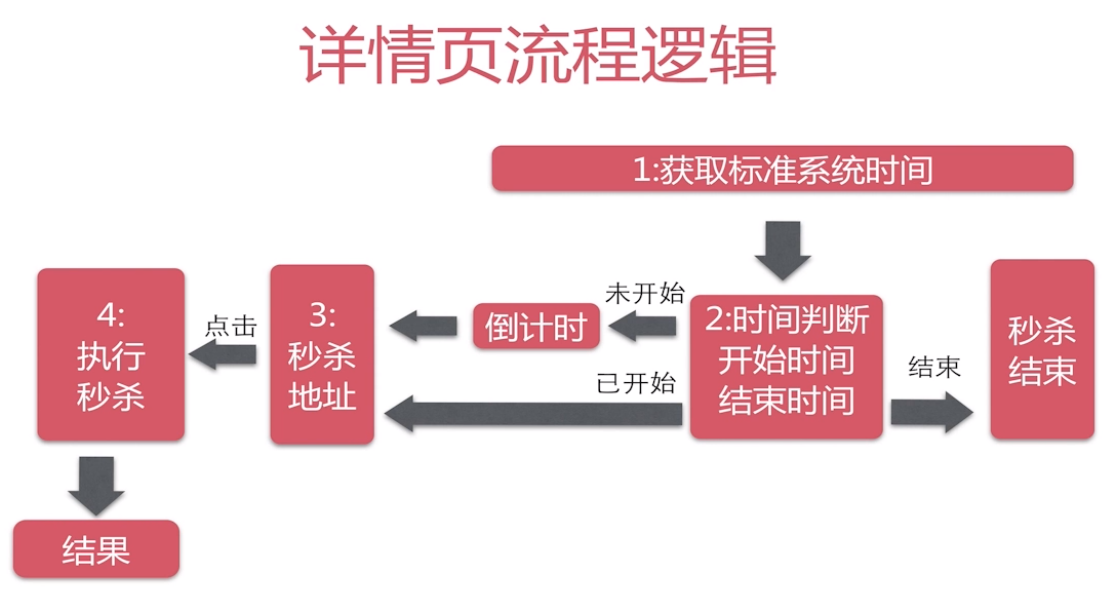 详情页流程逻辑
1:获取标准系统时间
未开始
2:时间判断
开始时间
结束时间
倒计时
已开始
结束
秒杀
结束
3:
秒杀
地址
点击
4:
执行
秒杀
结果